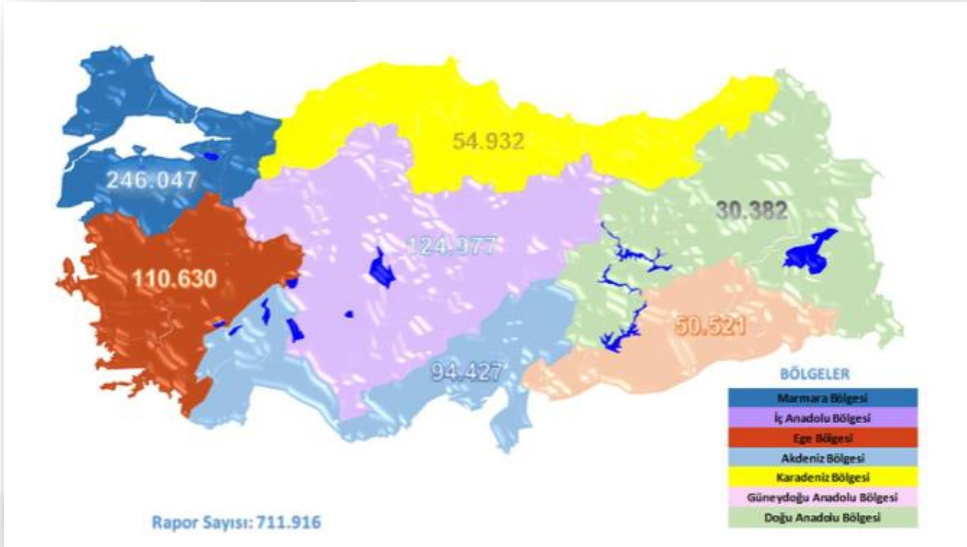 54.932
246.047
30.382
124.977
110.630
50.521
94.427
BÖLGELER
Marmara Bölgesi
İç Anadolu Bölgesi
Ege Bölgesi
Akdeniz Bölgesi
Karadeniz Bölgesi
Güneydoğu Anadolu Bölgesi
Doğu Anadolu Bölgesi
Rapor Sayısı: 711.916